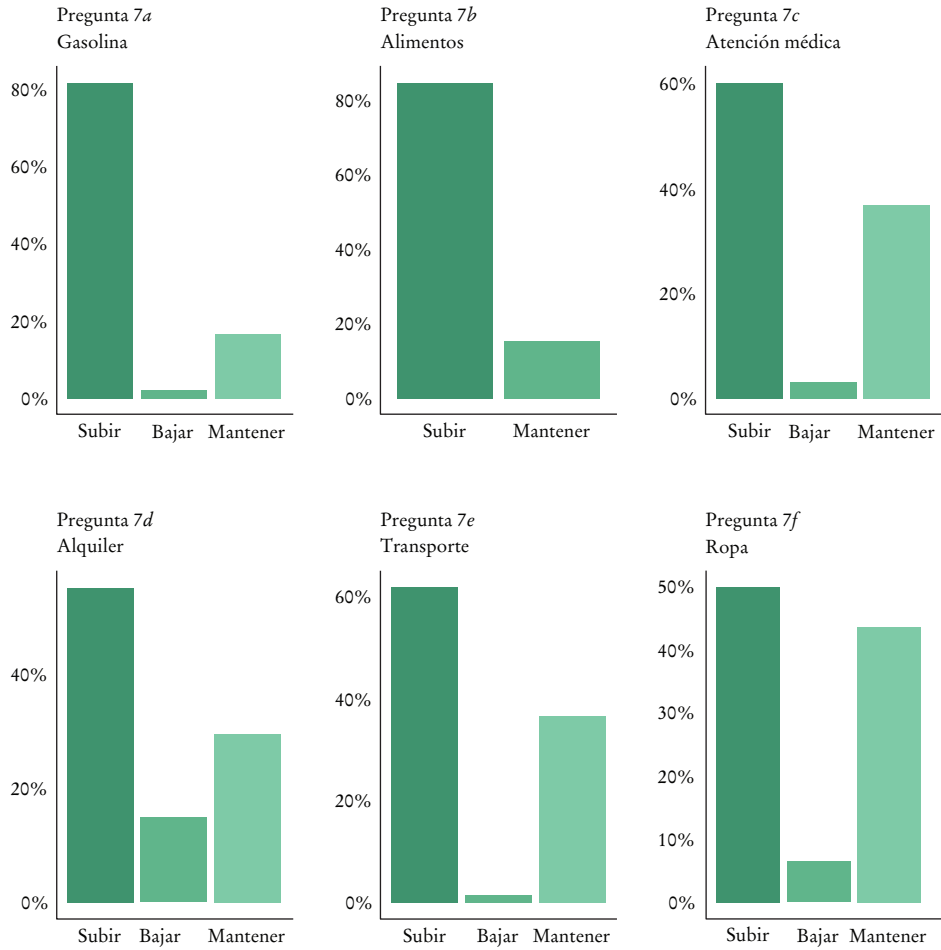 Pregunta 7a
Gasolina
80%
60%
40%
20%
0%
Subir Bajar Mantener
Pregunta 7b
Alimentos
80%
60%
40%
20%
0%
Subir Mantener
Pregunta 7c
Atención médica
60%
40%
20%
0%
Subir Bajar Mantener
Pregunta 7d
Alquiler
40%
20%
0%
Subir Bajar Mantener
Pregunta 7e
Transporte
60%
40%
20%
0%
Subir Bajar Mantener
Pregunta 7f
Ropa
50%
40%
30%
20%
10%
0%
Subir Bajar Mantener